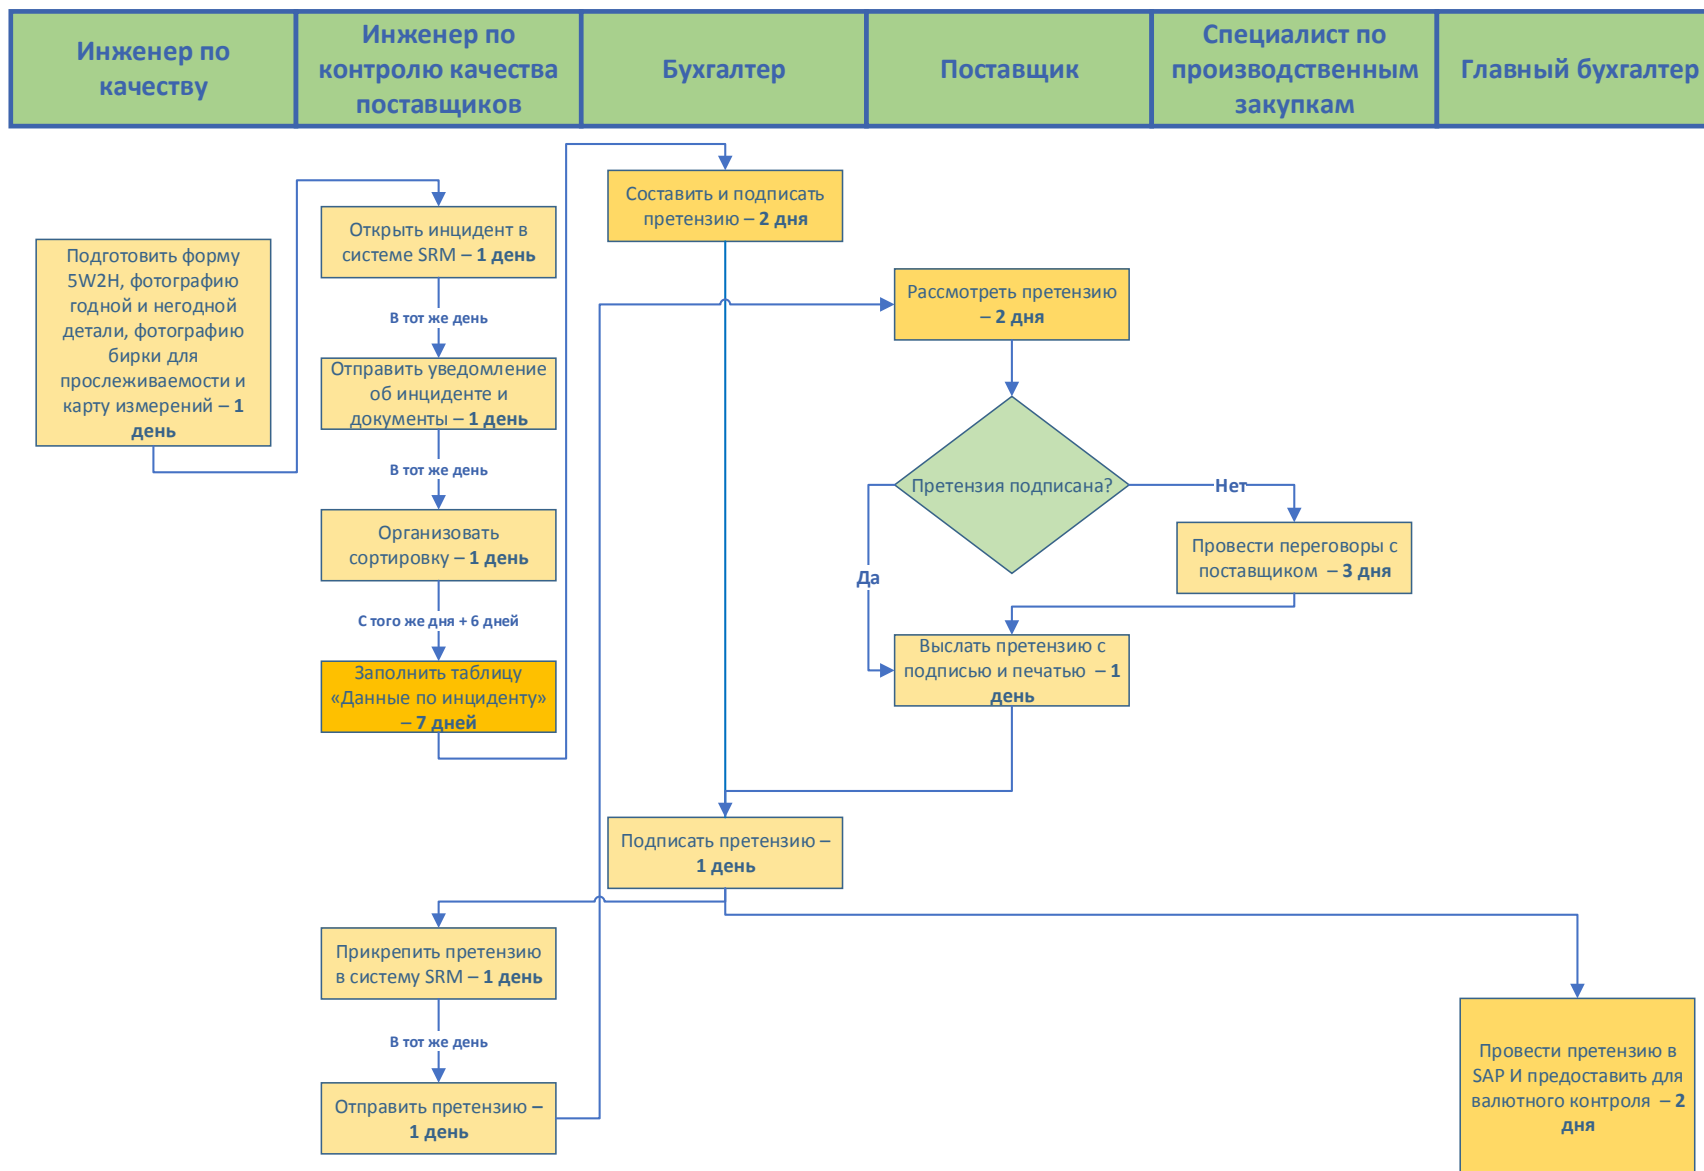 Инженер по
качеству
Инженер по
контролю качества
поставщиков
Бухгалтер
Поставщик
Специалист по
производственным
закупкам
Главный бухгалтер
Подготовить форму
5W2H, фотографию
годной и негодной
детали, фотографию
бирки для
прослеживаемости и
карту измерений – 1
день
Открыть инцидент в
системе SRM – 1 день
В тот же день
Отправить уведомление
об инциденте и
документы – 1 день
В тот же день
Организовать
сортировку – 1 день
С того же дня + 6 дней
Заполнить таблицу
«Данные по инциденту»
– 7 дней
Составить и подписать
претензию – 2 дня
Рассмотреть претензию
– 2 дня
Претензия подписана?
Нет
Да
Провести переговоры с
поставщиком – 3 дня
Выслать претензию с
подписью и печатью – 1
день
Подписать претензию –
1 день
Прикрепить претензию
в систему SRM – 1 день
В тот же день
Отправить претензию –
1 день
Провести претензию в
SAP И предоставить для
валютного контроля – 2
дня